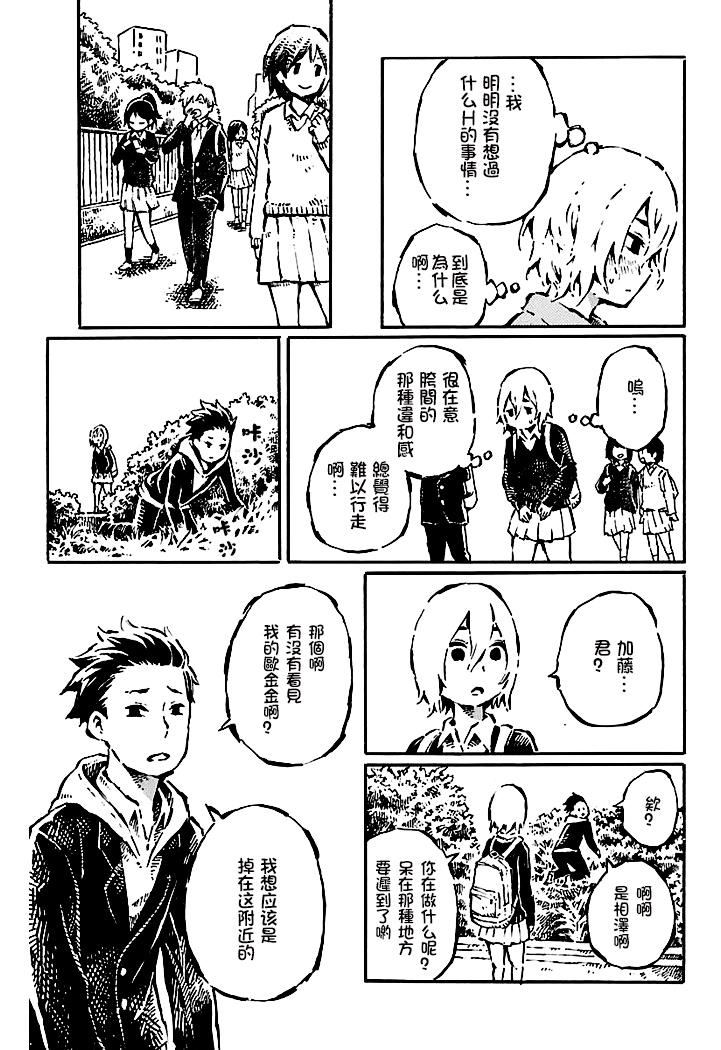 …我
明明沒有想過
什么H的事情…
到底是
為什么
啊…
嗚…
很在意
胯間的
那種違和感
總覺得
難以行走
啊…
咔
沙
咔
沙
加藤…
君？
欸？
啊啊
是相澤啊
你在做什么呢？
呆在那種地方
要遲到了喲
那個啊
有沒有看見
我的歐金金啊？
我想应该是
掉在这附近的